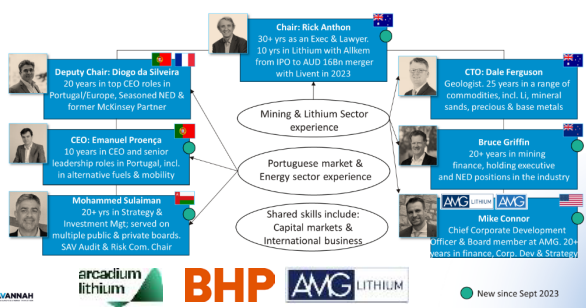 Chair: Rick Anthon
30+ yrs as an Exec & Lawyer.
10 yrs in Lithium with Allkem
from IPO to AUD 16Bn merger
with Livent in 2023
Deputy Chair: Diogo da Silveira
20 years in top CEO roles in
Portugal/Europe, Seasoned NED &
former McKinsey Partner
CEO: Emanuel Proença
10 years in CEO and senior
leadership roles in Portugal, incl.
in alternative fuels & mobility
Mohammed Sulaiman
20+ yrs in Strategy &
Investment Mgt; served on
multiple public & private boards.
SAV Audit & Risk Com. Chair
Mining & Lithium Sector
experience
Portuguese market &
Energy sector experience
Shared skills include:
Capital markets &
International business
CTO: Dale Ferguson
Geologist. 25 years in a range of
commodities, incl. Li, mineral
sands, precious & base metals
Bruce Griffin
20+ years in mining
finance, holding executive
and NED positions in the industry
AMG LITHIUM AMG
Mike Connor
Chief Corporate Development
Officer & Board member at AMG. 20+
years in finance, Corp. Dev & Strategy
arcadium
lithium
BHP
AMG LITHIUM
AVANNAH
New since Sept 2023